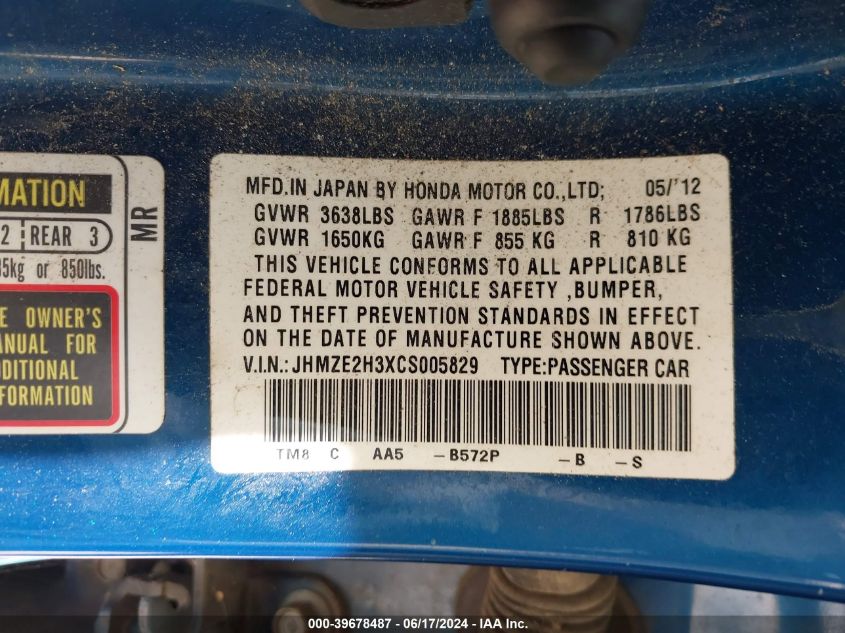 MATION
2 REAR 3
5kg or 850lbs.
E OWNER'S
ANUAL FOR
DDITIONAL
FORMATION
MR
MFD.IN JAPAN BY HONDA MOTOR CO.,LTD; 05/'12
GVWR 3638LBS GAWR F 1885LBS R 1786LBS
GVWR 1650KG GAWR F 855 KG R 810 KG
THIS VEHICLE CONFORMS TO ALL APPLICABLE
FEDERAL MOTOR VEHICLE SAFETY ,BUMPER,
AND THEFT PREVENTION STANDARDS IN EFFECT
ON THE DATE OF MANUFACTURE SHOWN ABOVE.
V.I.N.:JHMZE2H3XCS005829 TYPE:PASSENGER CAR
TM8 C AA5 -B572P -B -S
000-39678487 - 06/17/2024 - IAA Inc.